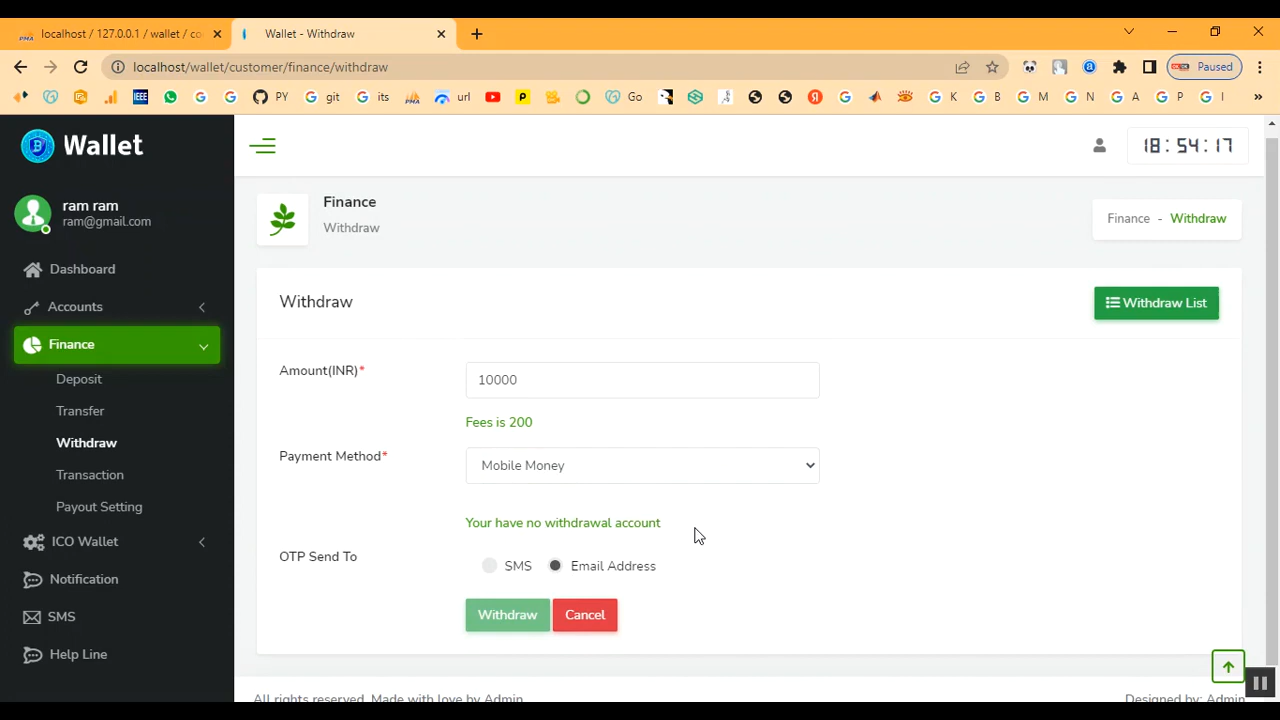 localhost / 127.0.0.1 / wallet / co
Wallet - Withdraw
localhost/wallet/customer/finance/withdraw
Paused
IEEE
G
G
PY
G git
G its
url
Go
G
G K
G B
G M
G N
G A
G P
G I
»
Wallet
18:54:17
ram ram
ram@gmail.com
Finance
Withdraw
Finance - Withdraw
Dashboard
Accounts
Finance
Deposit
Transfer
Withdraw
Transaction
Payout Setting
ICO Wallet
Notification
SMS
Help Line
Withdraw
Withdraw List
Amount(INR)*
10000
Fees is 200
Payment Method*
Mobile Money
Your have no withdrawal account
OTP Send To
SMS
Email Address
Withdraw
Cancel
All rights reserved. Made with love by Admin
Designed by: Admin